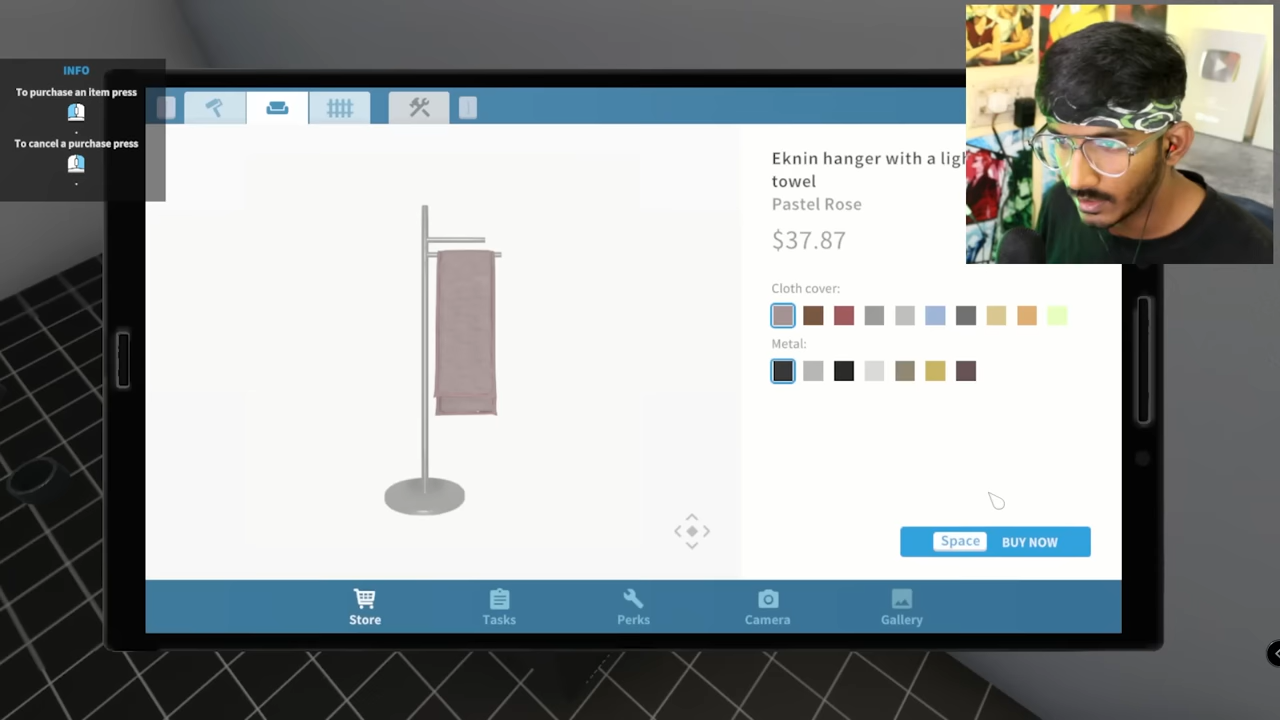 INFO
To purchase an item press
To cancel a purchase press
Eknin hanger with a
towel
Pastel Rose
$37.87
Cloth cover:
Metal:
Space BUY NOW
Store Tasks Perks Camera Gallery